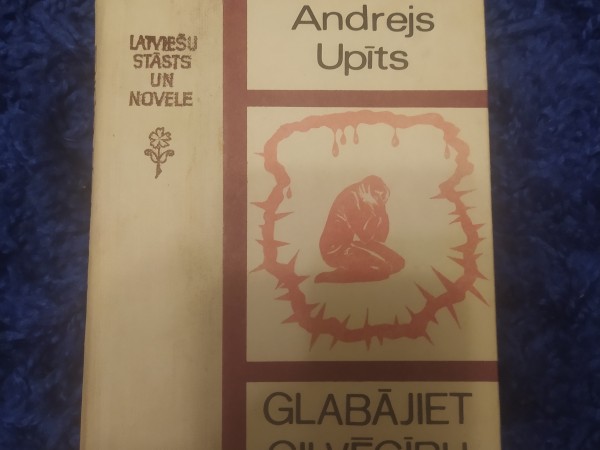 LATVIEŠU
STĀSTS
UN
NOVELE
Andrejs
Upīts
GLABĀJIET